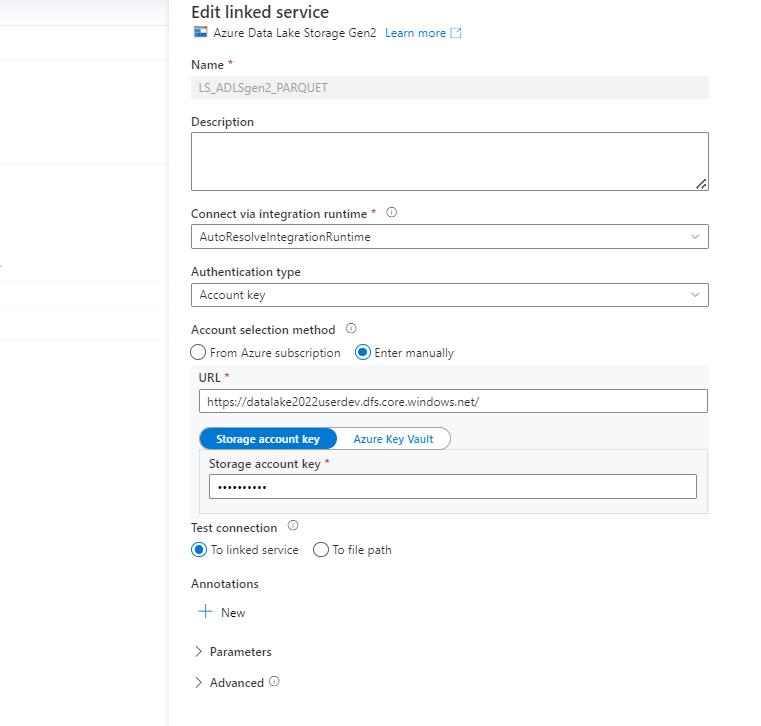 Edit linked service
Azure Data Lake Storage Gen2 Learn more
Name *
LS_ADLSgen2_PARQUET
Description
Connect via integration runtime *
AutoResolveIntegrationRuntime
Authentication type
Account key
Account selection method
From Azure subscription Enter manually
URL *
https://datalake2022userdev.dfs.core.windows.net/
Storage account key Azure Key Vault
Storage account key *
••••••••••
Test connection
To linked service To file path
Annotations
New
Parameters
Advanced